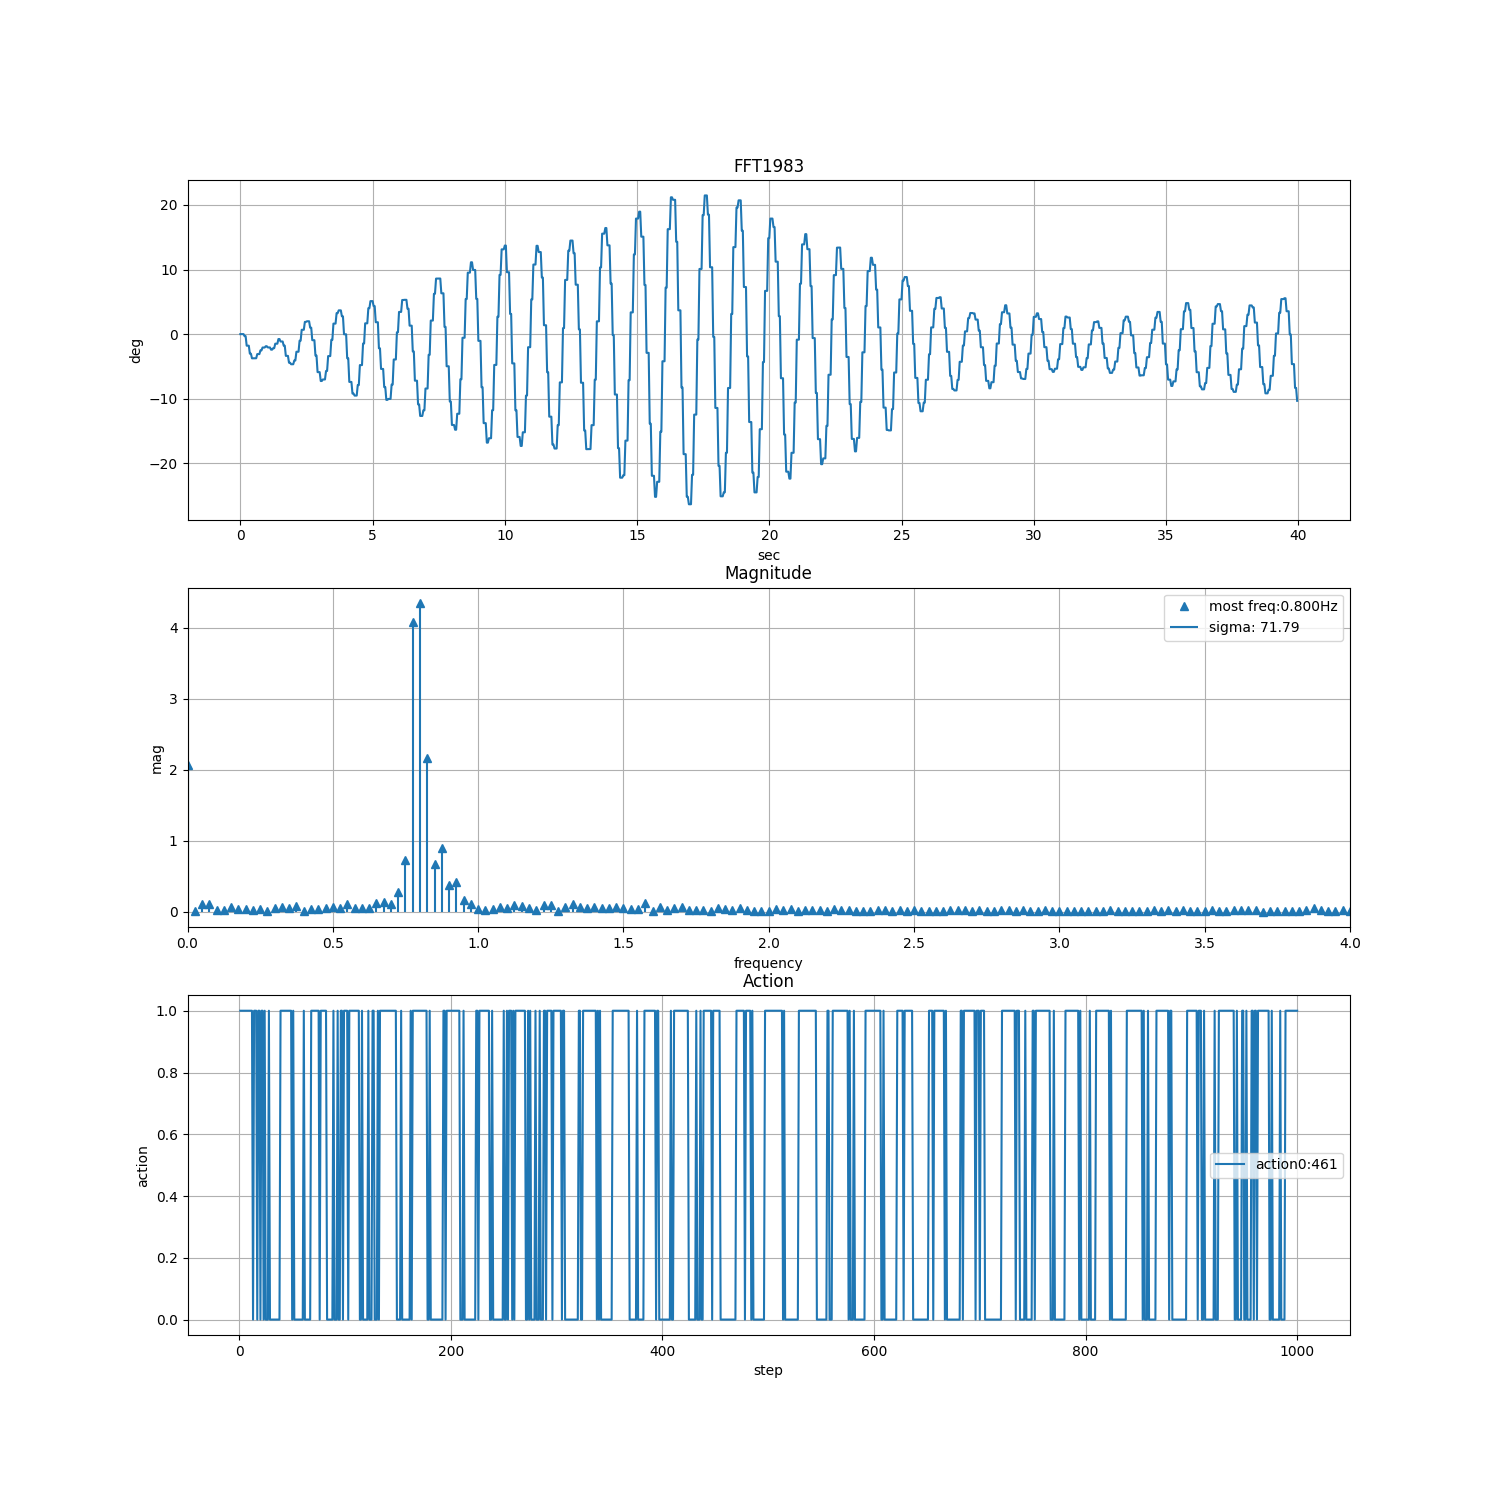 FFT1983
20
10
0
−10
−20
deg
0 5 10 15 20 25 30 35 40
sec
Magnitude
most freq:0.800Hz
sigma: 71.79
4
3
2
1
0
mag
0.0 0.5 1.0 1.5 2.0 2.5 3.0 3.5 4.0
frequency
Action
1.0
0.8
0.6
0.4
0.2
0.0
action
action0:461
0 200 400 600 800 1000
step